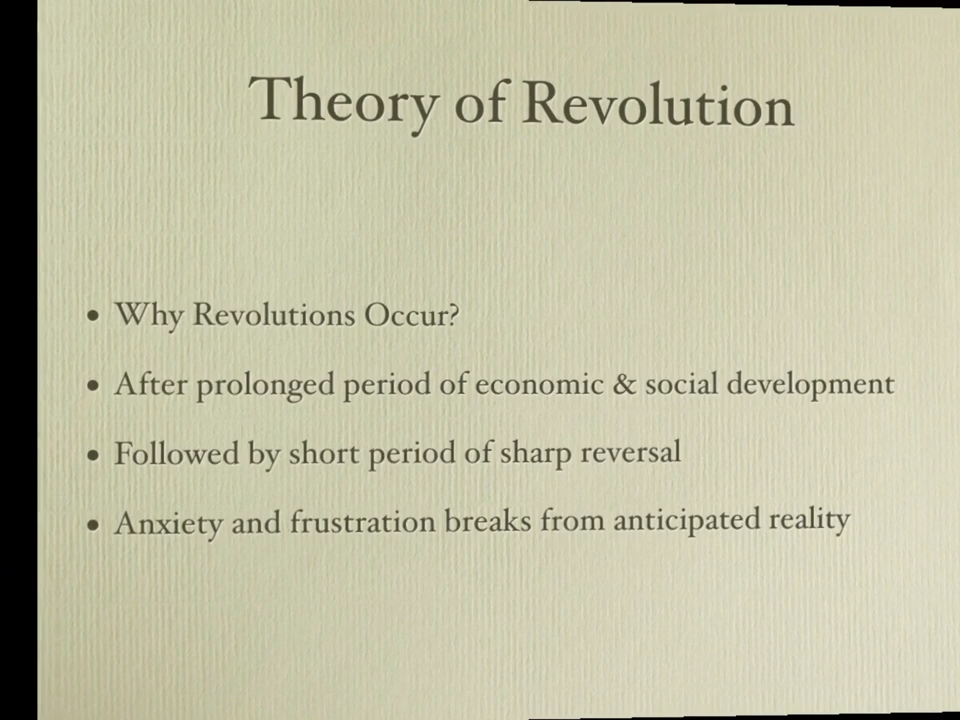 Theory of Revolution
• Why Revolutions Occur?
• After prolonged period of economic & social development
• Followed by short period of sharp reversal
• Anxiety and frustration breaks from anticipated reality